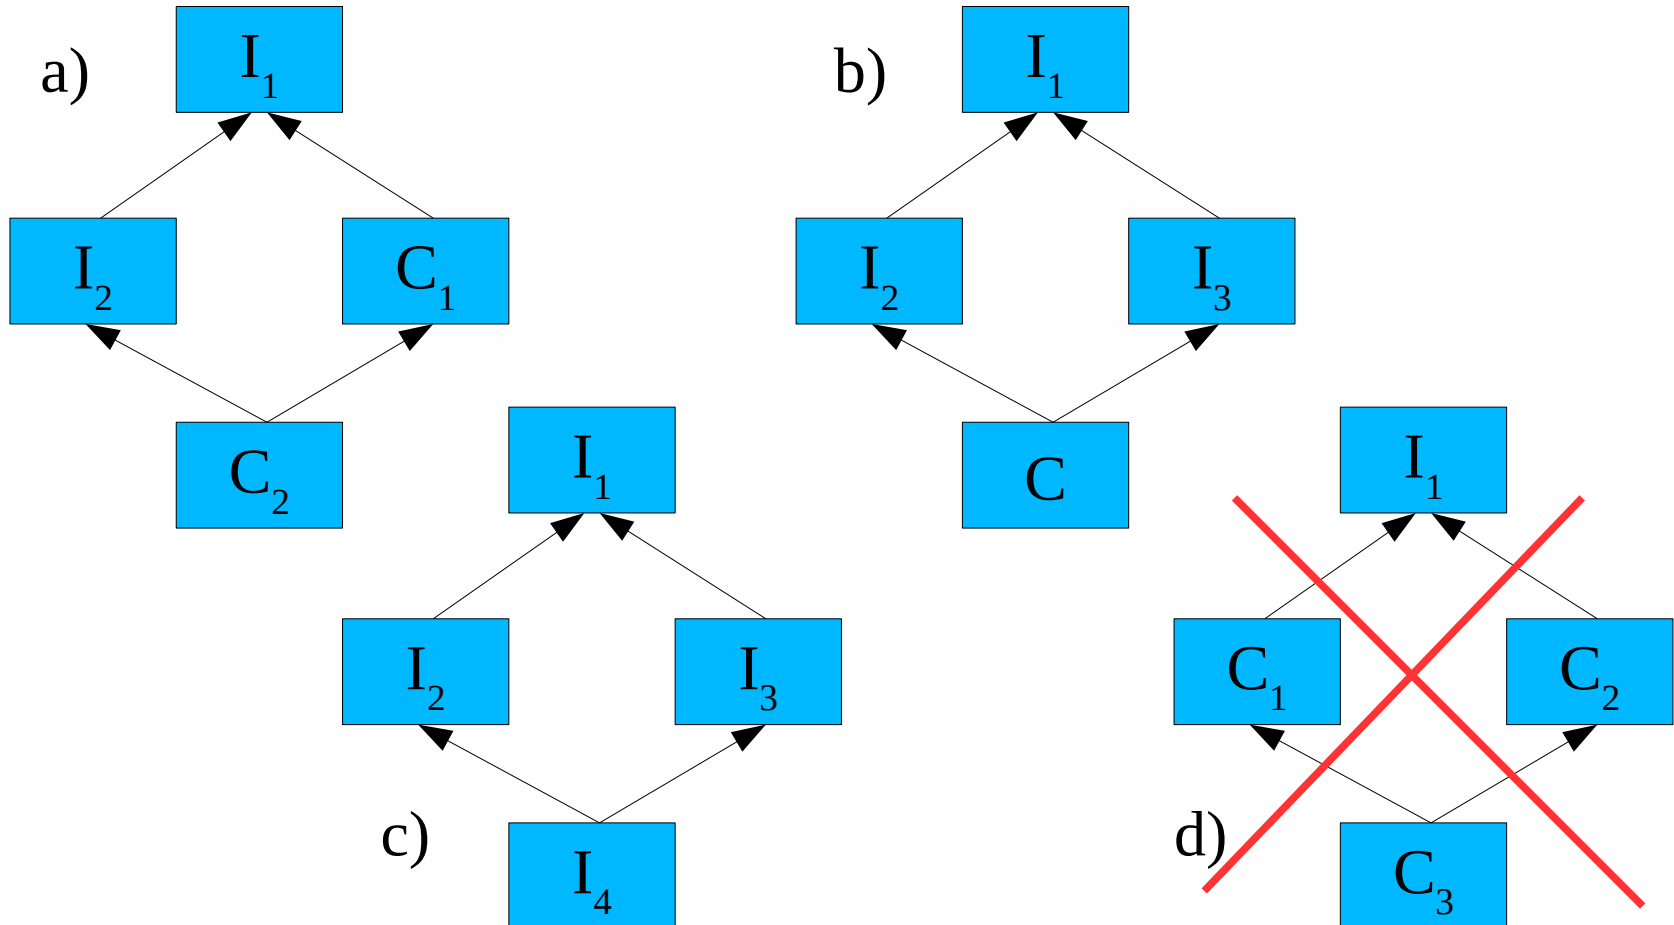 a)
I₁
I₂
C₁
C₂
b)
I₁
I₂
I₃
C
c)
I₁
I₂
I₃
I₄
d)
I₁
C₁
C₂
C₃